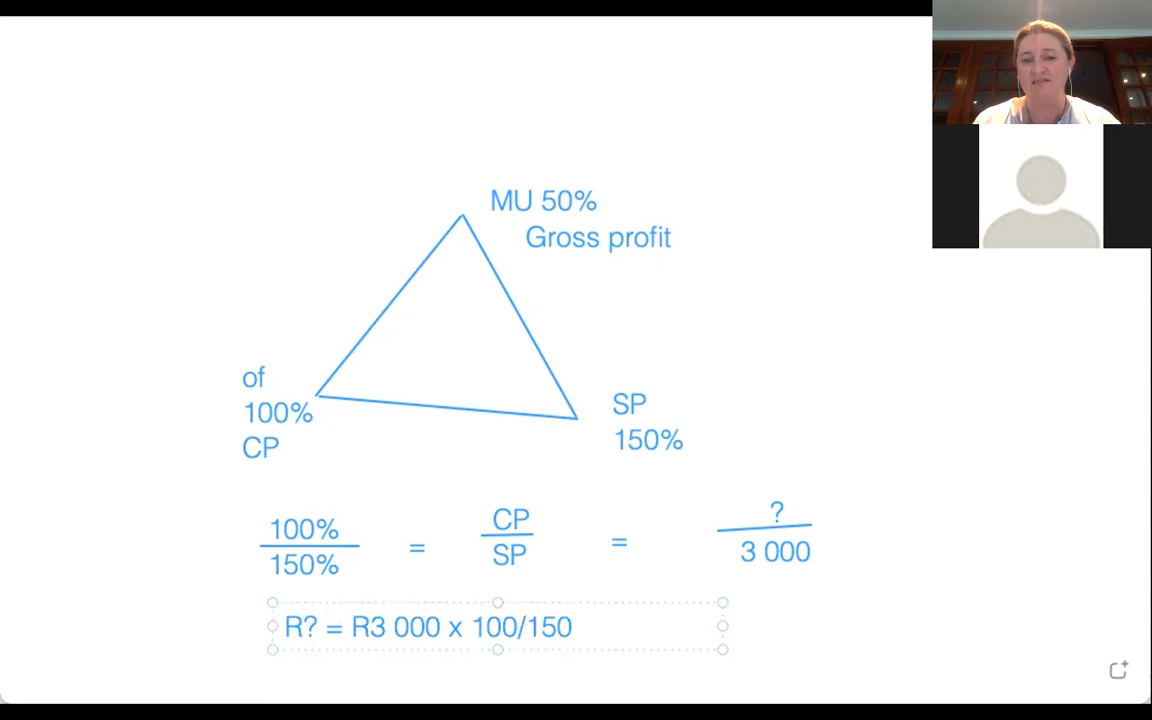 MU 50%
Gross profit
of
100%
CP
SP
150%
100%
150%
=
CP
SP
=
?
3 000
R? = R3 000 x 100/150